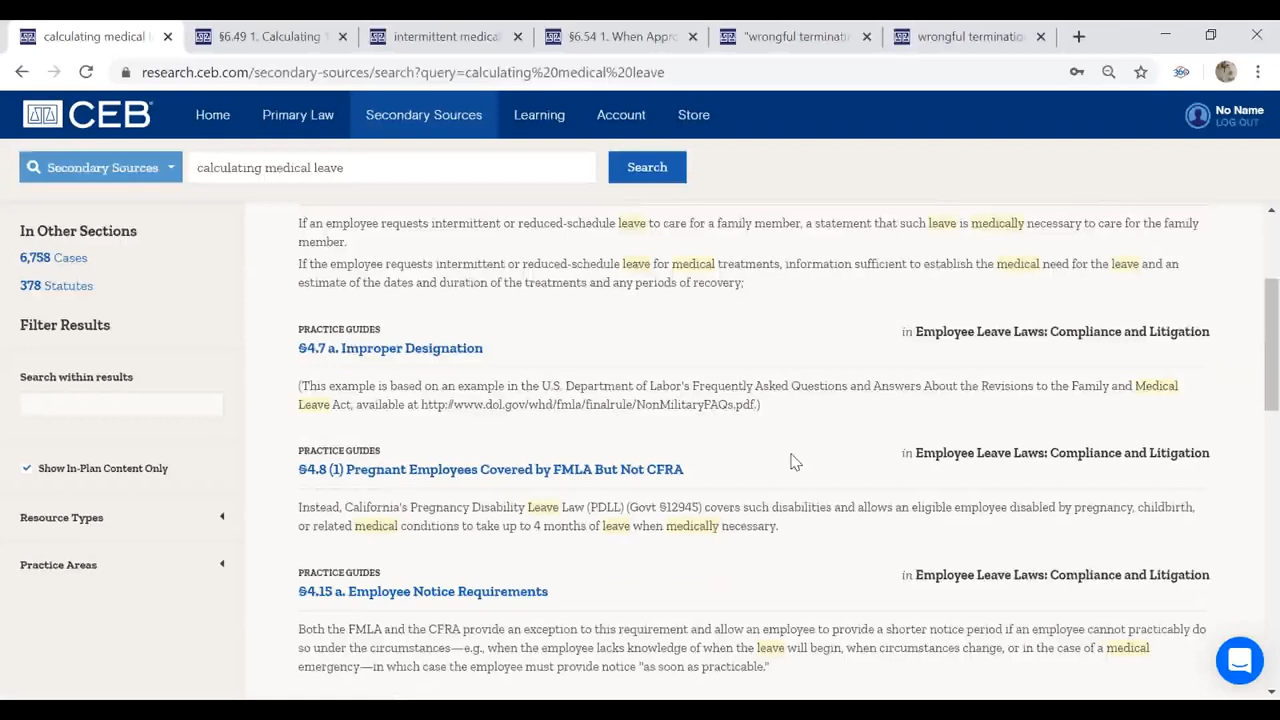 calculating medical l
§6.49 1. Calculating "
intermittent medical
§6.54 1. When Appro
"wrongful terminati
wrongful termination
research.ceb.com/secondary-sources/search?query=calculating%20medical%20leave
360
CEB
Home
Primary Law
Secondary Sources
Learning
Account
Store
No Name
LOG OUT
Secondary Sources
calculating medical leave
Search
In Other Sections
6,758 Cases
378 Statutes
Filter Results
Search within results
Show In-Plan Content Only
Resource Types
Practice Areas
If an employee requests intermittent or reduced-schedule leave to care for a family member, a statement that such leave is medically necessary to care for the family
member.
If the employee requests intermittent or reduced-schedule leave for medical treatments, information sufficient to establish the medical need for the leave and an
estimate of the dates and duration of the treatments and any periods of recovery;
PRACTICE GUIDES
in Employee Leave Laws: Compliance and Litigation
§4.7 a. Improper Designation
(This example is based on an example in the U.S. Department of Labor's Frequently Asked Questions and Answers About the Revisions to the Family and Medical
Leave Act, available at http://www.dol.gov/whd/fmla/finalrule/NonMilitaryFAQs.pdf.)
PRACTICE GUIDES
in Employee Leave Laws: Compliance and Litigation
§4.8 (1) Pregnant Employees Covered by FMLA But Not CFRA
Instead, California's Pregnancy Disability Leave Law (PDLL) (Govt §12945) covers such disabilities and allows an eligible employee disabled by pregnancy, childbirth,
or related medical conditions to take up to 4 months of leave when medically necessary.
PRACTICE GUIDES
in Employee Leave Laws: Compliance and Litigation
§4.15 a. Employee Notice Requirements
Both the FMLA and the CFRA provide an exception to this requirement and allow an employee to provide a shorter notice period if an employee cannot practicably do
so under the circumstances—e.g., when the employee lacks knowledge of when the leave will begin, when circumstances change, or in the case of a medical
emergency—in which case the employee must provide notice "as soon as practicable."